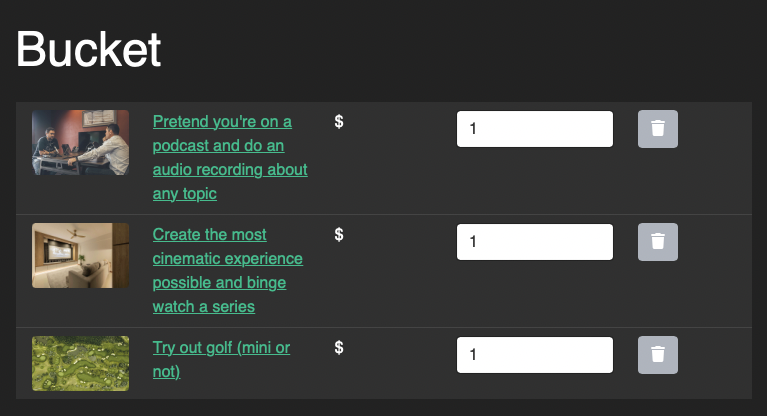 Bucket
Pretend you're on a
podcast and do an
audio recording about
any topic
$
1
Create the most
cinematic experience
possible and binge
watch a series
$
1
Try out golf (mini or
not)
$
1